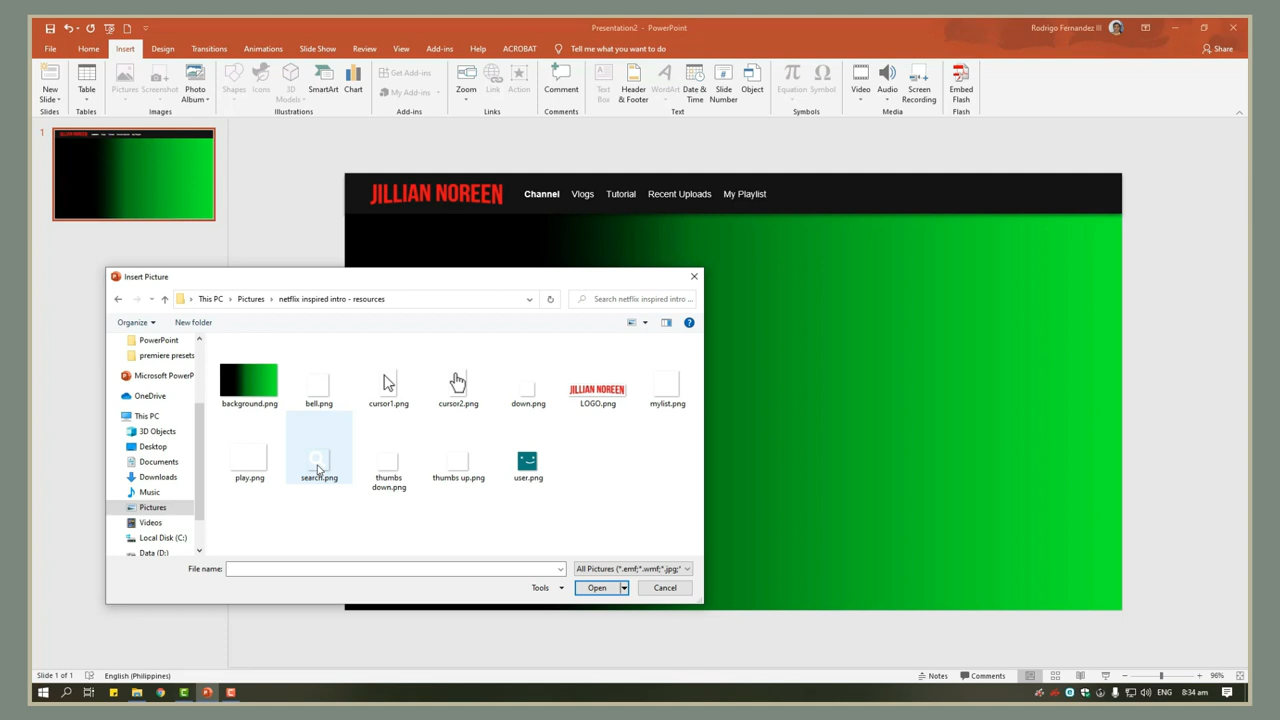 Presentation2 - PowerPoint
Rodrigo Fernandez III
File Home Insert Design Transitions Animations Slide Show Review View Add-ins Help ACROBAT Tell me what you want to do Share
New Slide
Table
Pictures
Screenshot
Photo Album
Shapes
Icons
3D Models
SmartArt
Chart
Get Add-ins
My Add-ins
Zoom
Link
Action
Comment
Text Box
Header & Footer
WordArt
Date & Time
Slide Number
Object
Equation
Symbol
Video
Audio
Screen Recording
Embed Flash
Slides Tables Images Illustrations Add-ins Links Comments Text Symbols Media Flash
1
JILLIAN NOREEN Channel Vlogs Tutorial Recent Uploads My Playlist
Insert Picture
This PC > Pictures > netflix inspired intro - resources
Search netflix inspired intro ...
Organize New folder
PowerPoint
premiere presets
Microsoft PowerP
OneDrive
This PC
3D Objects
Desktop
Documents
Downloads
Music
Pictures
Videos
Local Disk (C:)
Data (D:)
JILLIAN NOREEN
background.png bell.png cursor1.png cursor2.png down.png LOGO.png mylist.png
play.png search.png thumbs down.png thumbs up.png user.png
File name:
All Pictures (*.emf;*.wmf;*.jpg;*
Tools Open Cancel
Slide 1 of 1 English (Philippines) Notes Comments 96%
ENG 8:34 am